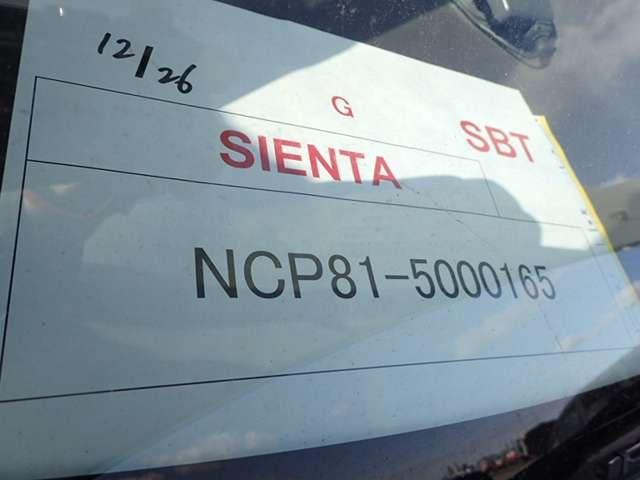 12/26
G
SIENTA SBT
NCP81-5000165